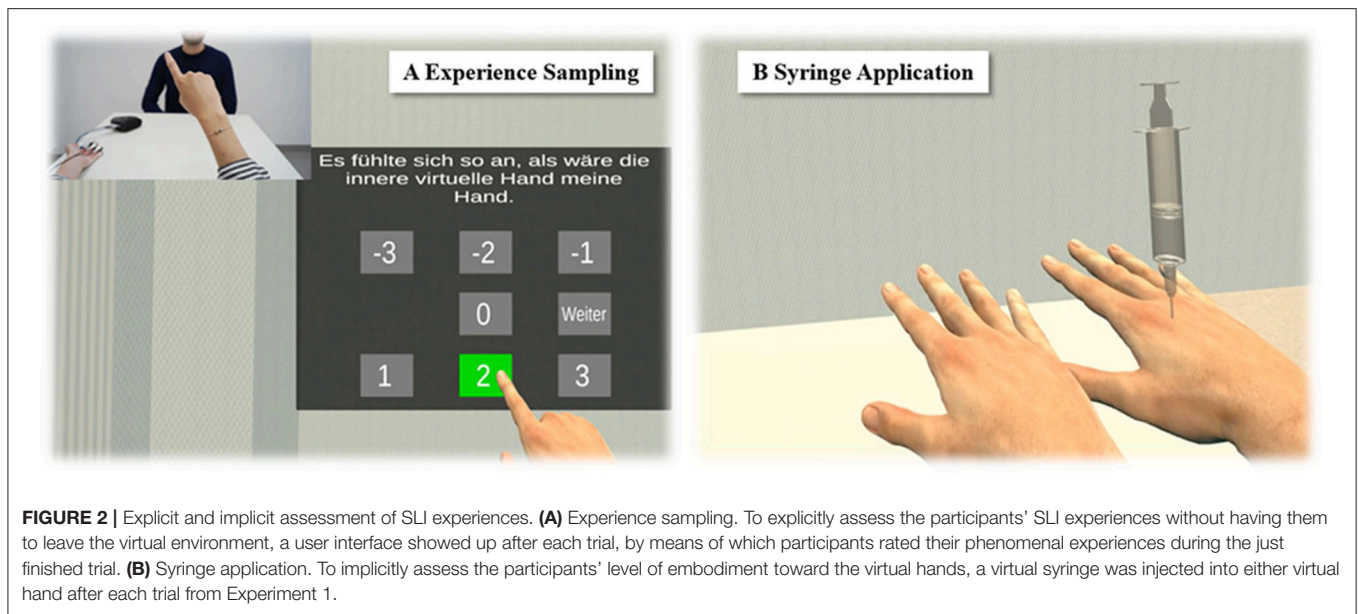 A Experience Sampling
B Syringe Application
Es fühlte sich so an, als wäre die
innere virtuelle Hand meine
Hand.
-3 -2 -1
0 Weiter
1 2 3
FIGURE 2 | Explicit and implicit assessment of SLI experiences. (A) Experience sampling. To explicitly assess the participants’ SLI experiences without having them
to leave the virtual environment, a user interface showed up after each trial, by means of which participants rated their phenomenal experiences during the just
finished trial. (B) Syringe application. To implicitly assess the participants’ level of embodiment toward the virtual hands, a virtual syringe was injected into either virtual
hand after each trial from Experiment 1.